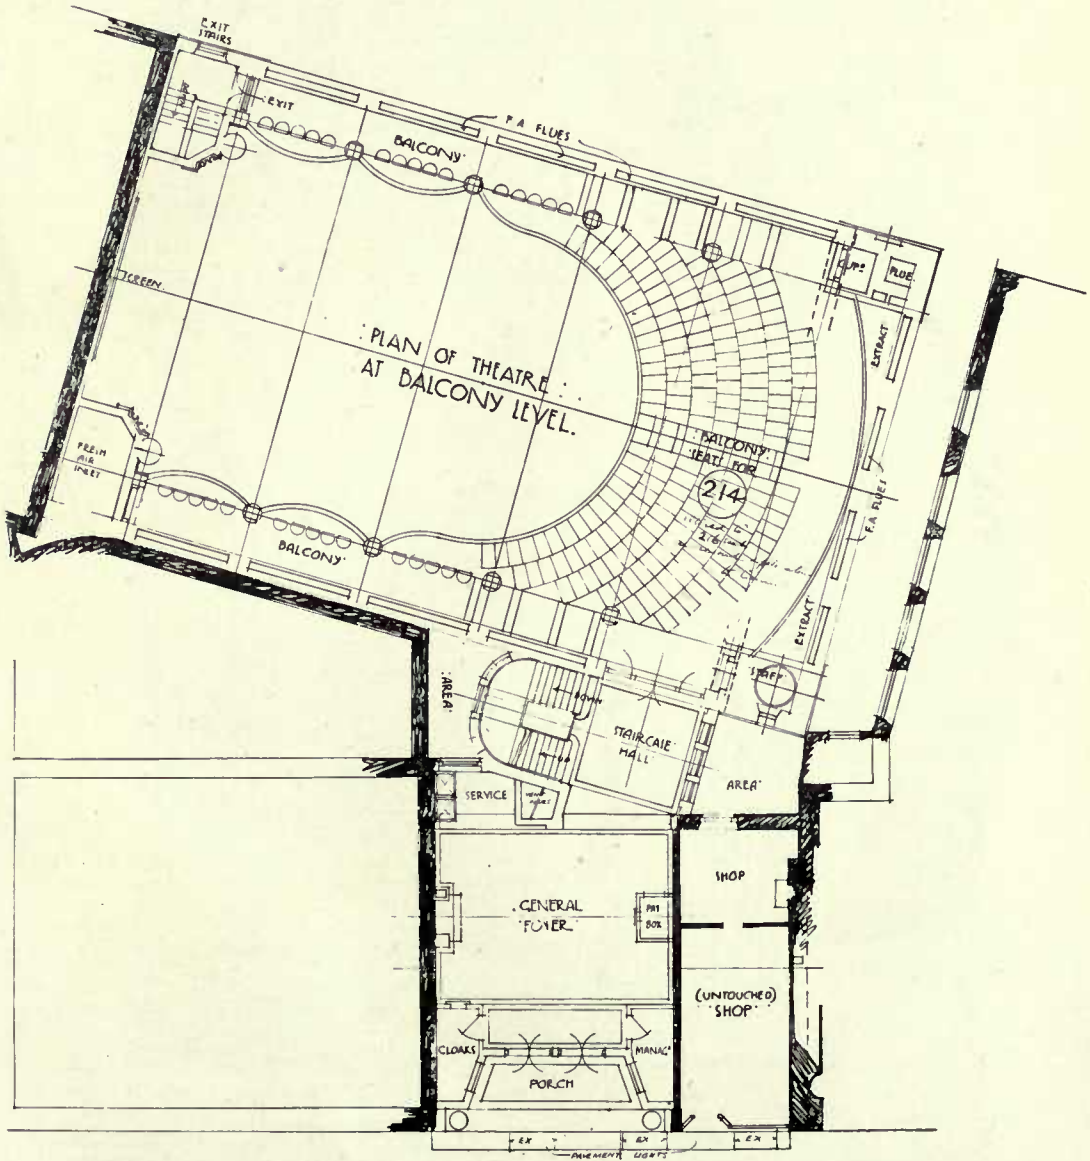 EXIT
STAIRS
EXIT
F.A. FLUES
BALCONY
FLUE
SCREEN
EXTRACT
: PLAN OF THEATRE :
AT BALCONY LEVEL.
BALCONY
SEATS FOR
214
FRESH
AIR
INLET
F.A. FLUES
BALCONY
EXTRACT
STAFF
AREA
DOWN
UP
STAIRCASE
HALL
AREA
SERVICE
SHOP
GENERAL
FOYER
PAY
BOX
(UNTOUCHED)
SHOP
CLOAKS
MANAG^R
PORCH
EX
EX
EX
PAVEMENT LIGHTS